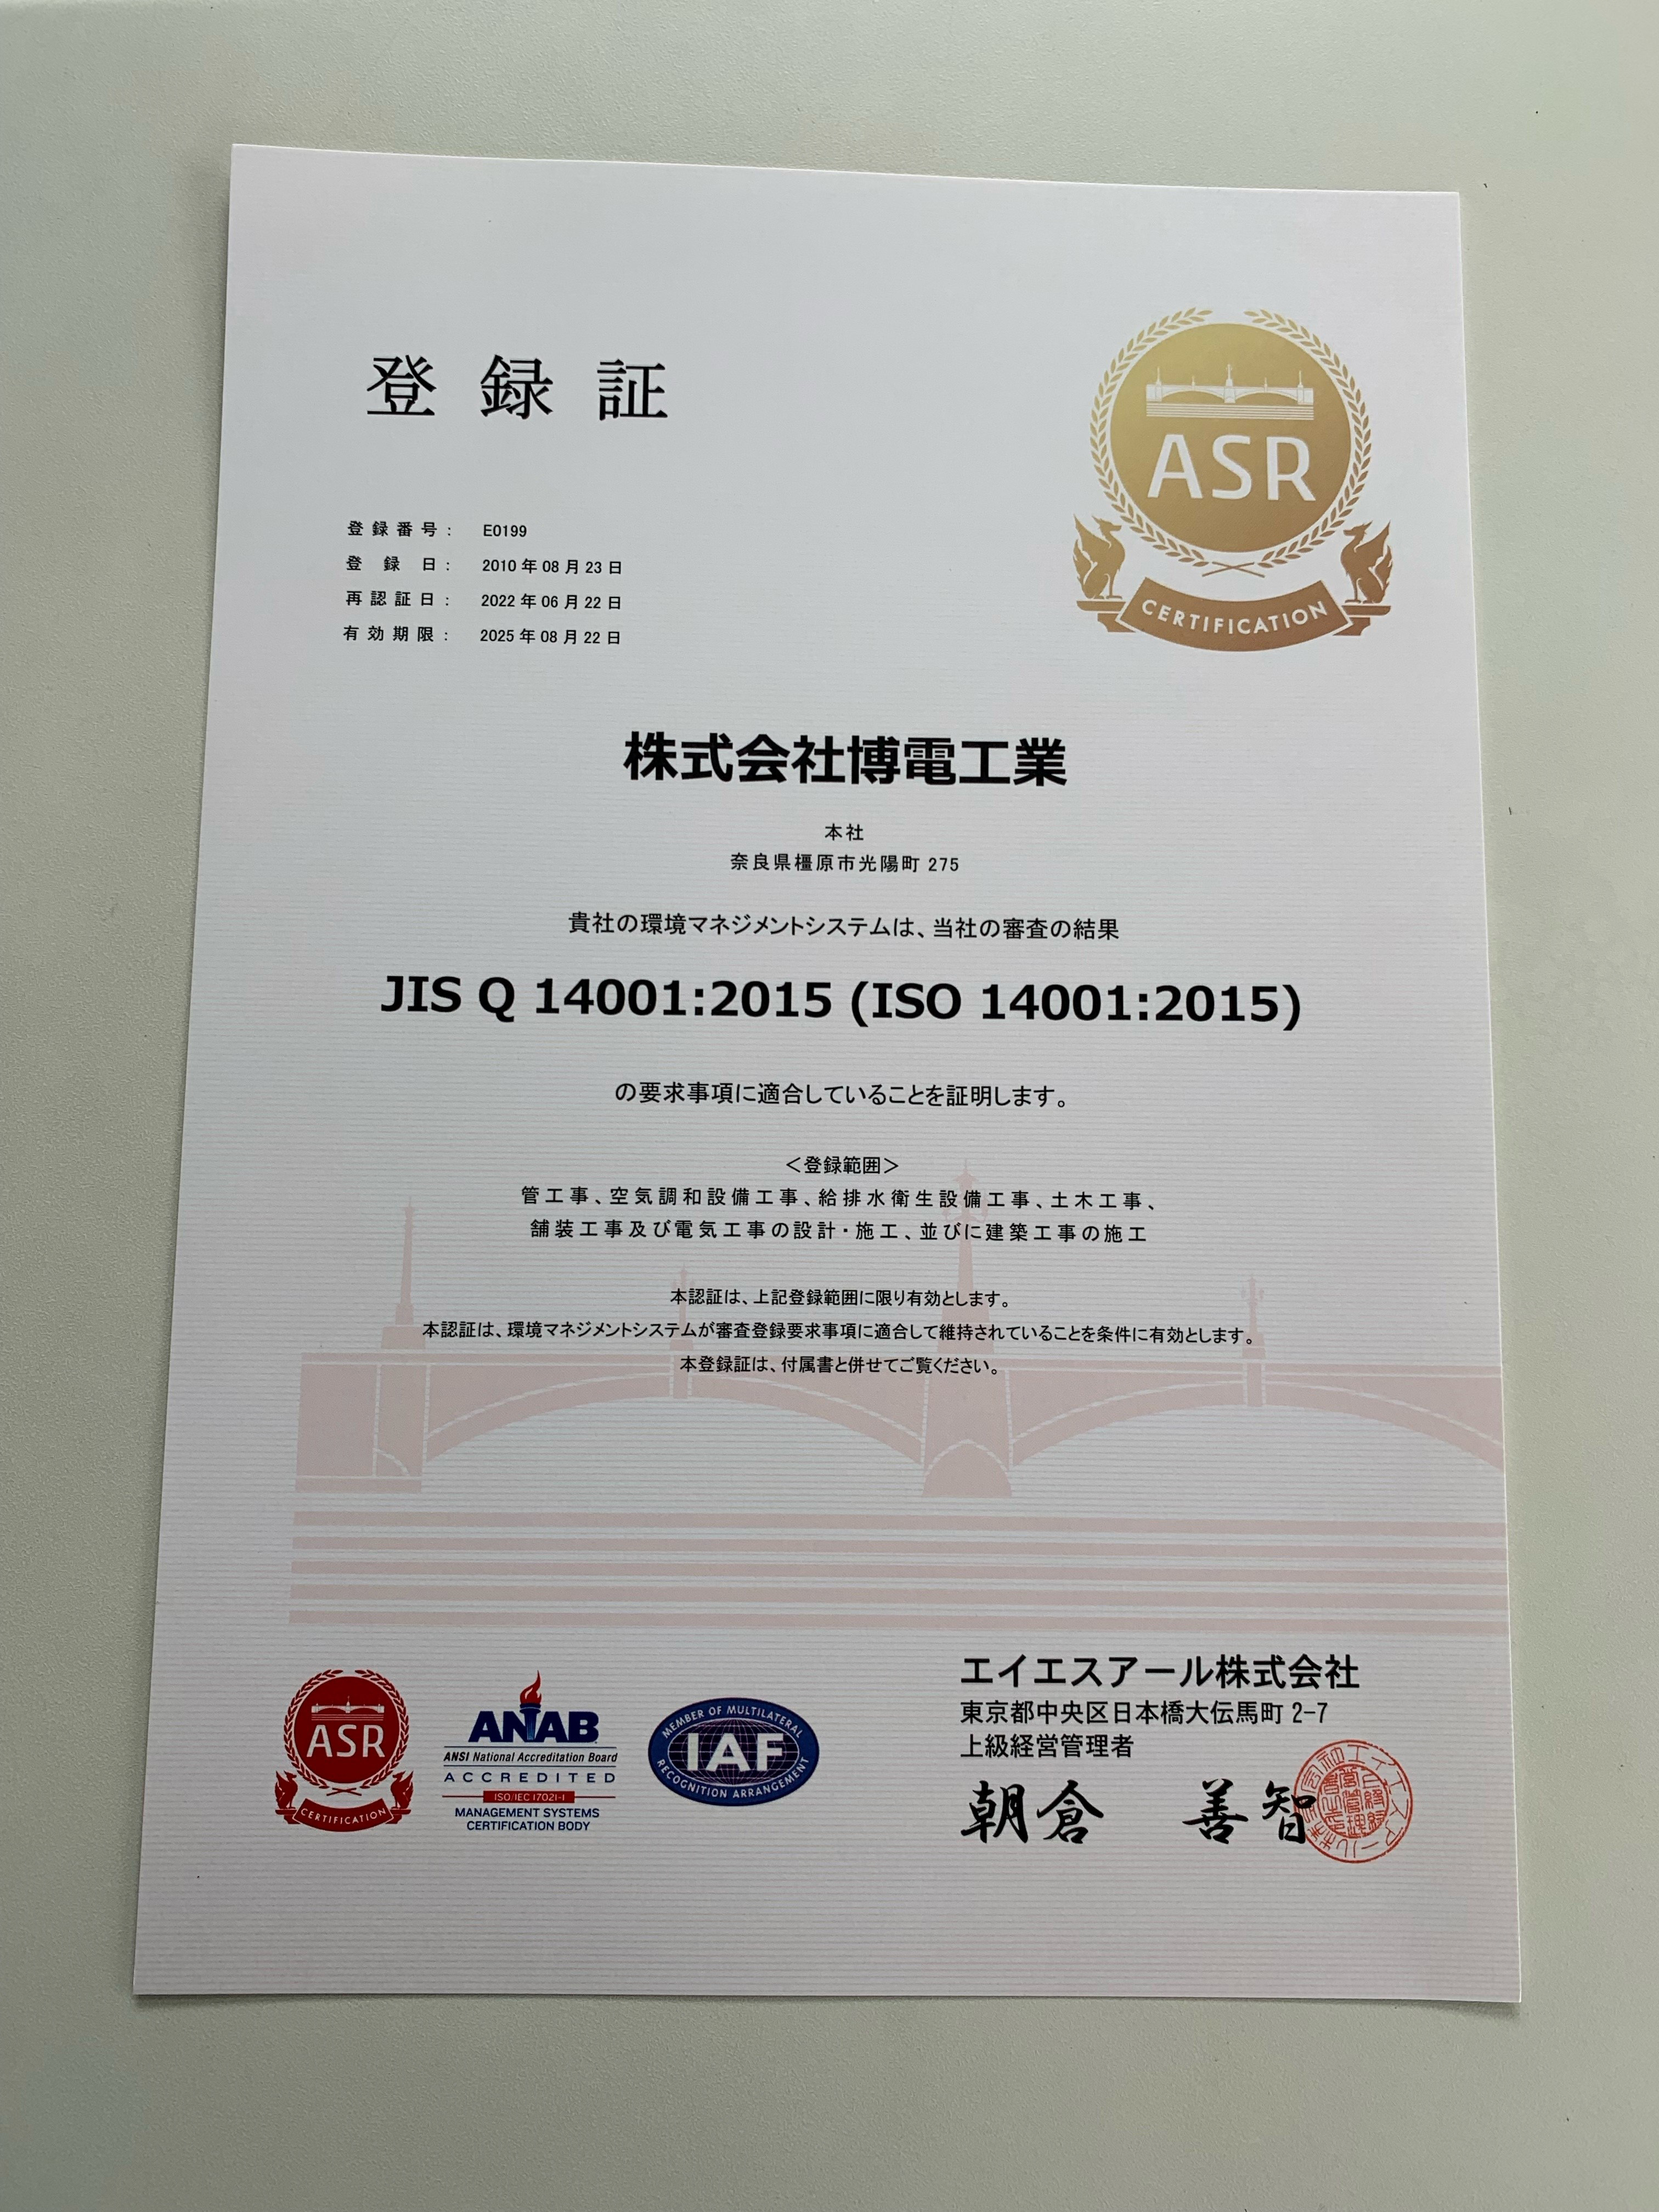 登録証
ASR
CERTIFICATION
登録番号: E0199
登録日: 2010年08月23日
再認証日: 2022年06月22日
有効期限: 2025年08月22日
株式会社博電工業
本社
奈良県橿原市光陽町 275
貴社の環境マネジメントシステムは、当社の審査の結果
JIS Q 14001:2015 (ISO 14001:2015)
の要求事項に適合していることを証明します。
＜登録範囲＞
管工事、空気調和設備工事、給排水衛生設備工事、土木工事、
舗装工事及び電気工事の設計・施工、並びに建築工事の施工
本認証は、上記登録範囲に限り有効とします。
本認証は、環境マネジメントシステムが審査登録要求事項に適合して維持されていることを条件に有効とします。
本登録証は、付属書と併せてご覧ください。
ASR
CERTIFICATION
ANAB
ANSI National Accreditation Board
ACCREDITED
ISO/IEC 17021-1
MANAGEMENT SYSTEMS
CERTIFICATION BODY
MEMBER OF MULTILATERAL
IAF
RECOGNITION ARRANGEMENT
エイエスアール株式会社
東京都中央区日本橋大伝馬町 2-7
上級経営管理者
朝倉 善智